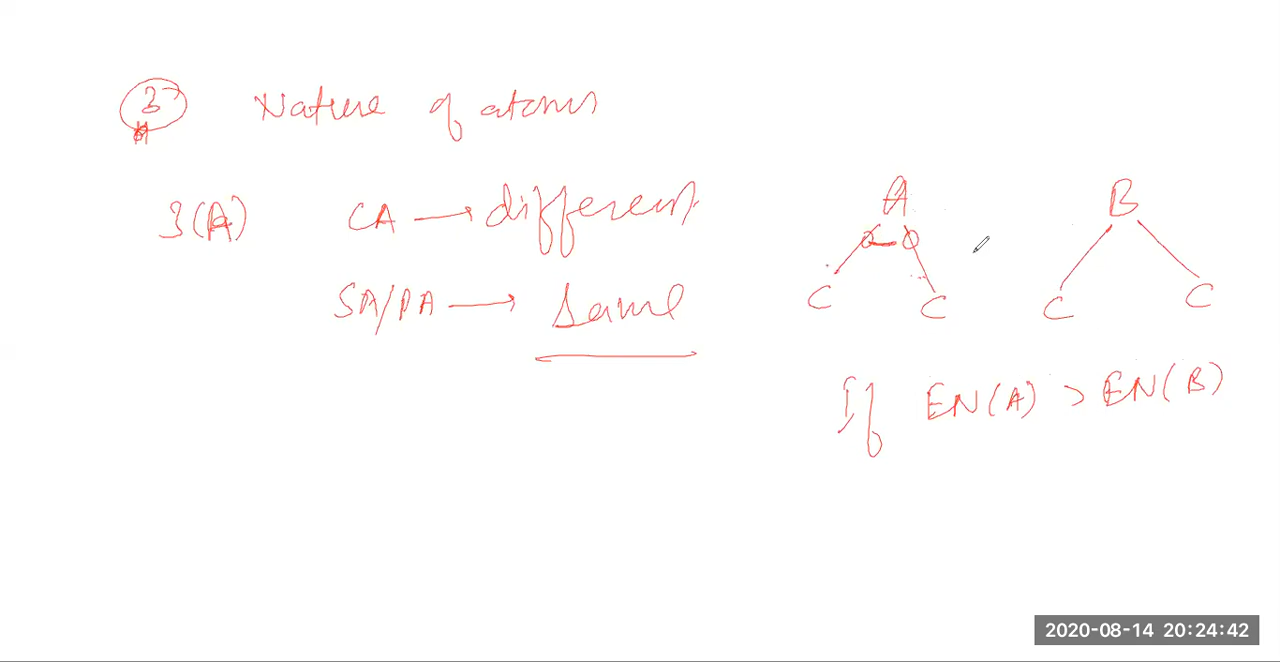 3 Nature of atoms
3(A) CA → different
SA/PA → Same
A
C C
B
C C
If EN(A) > EN(B)
2020-08-14 20:24:42